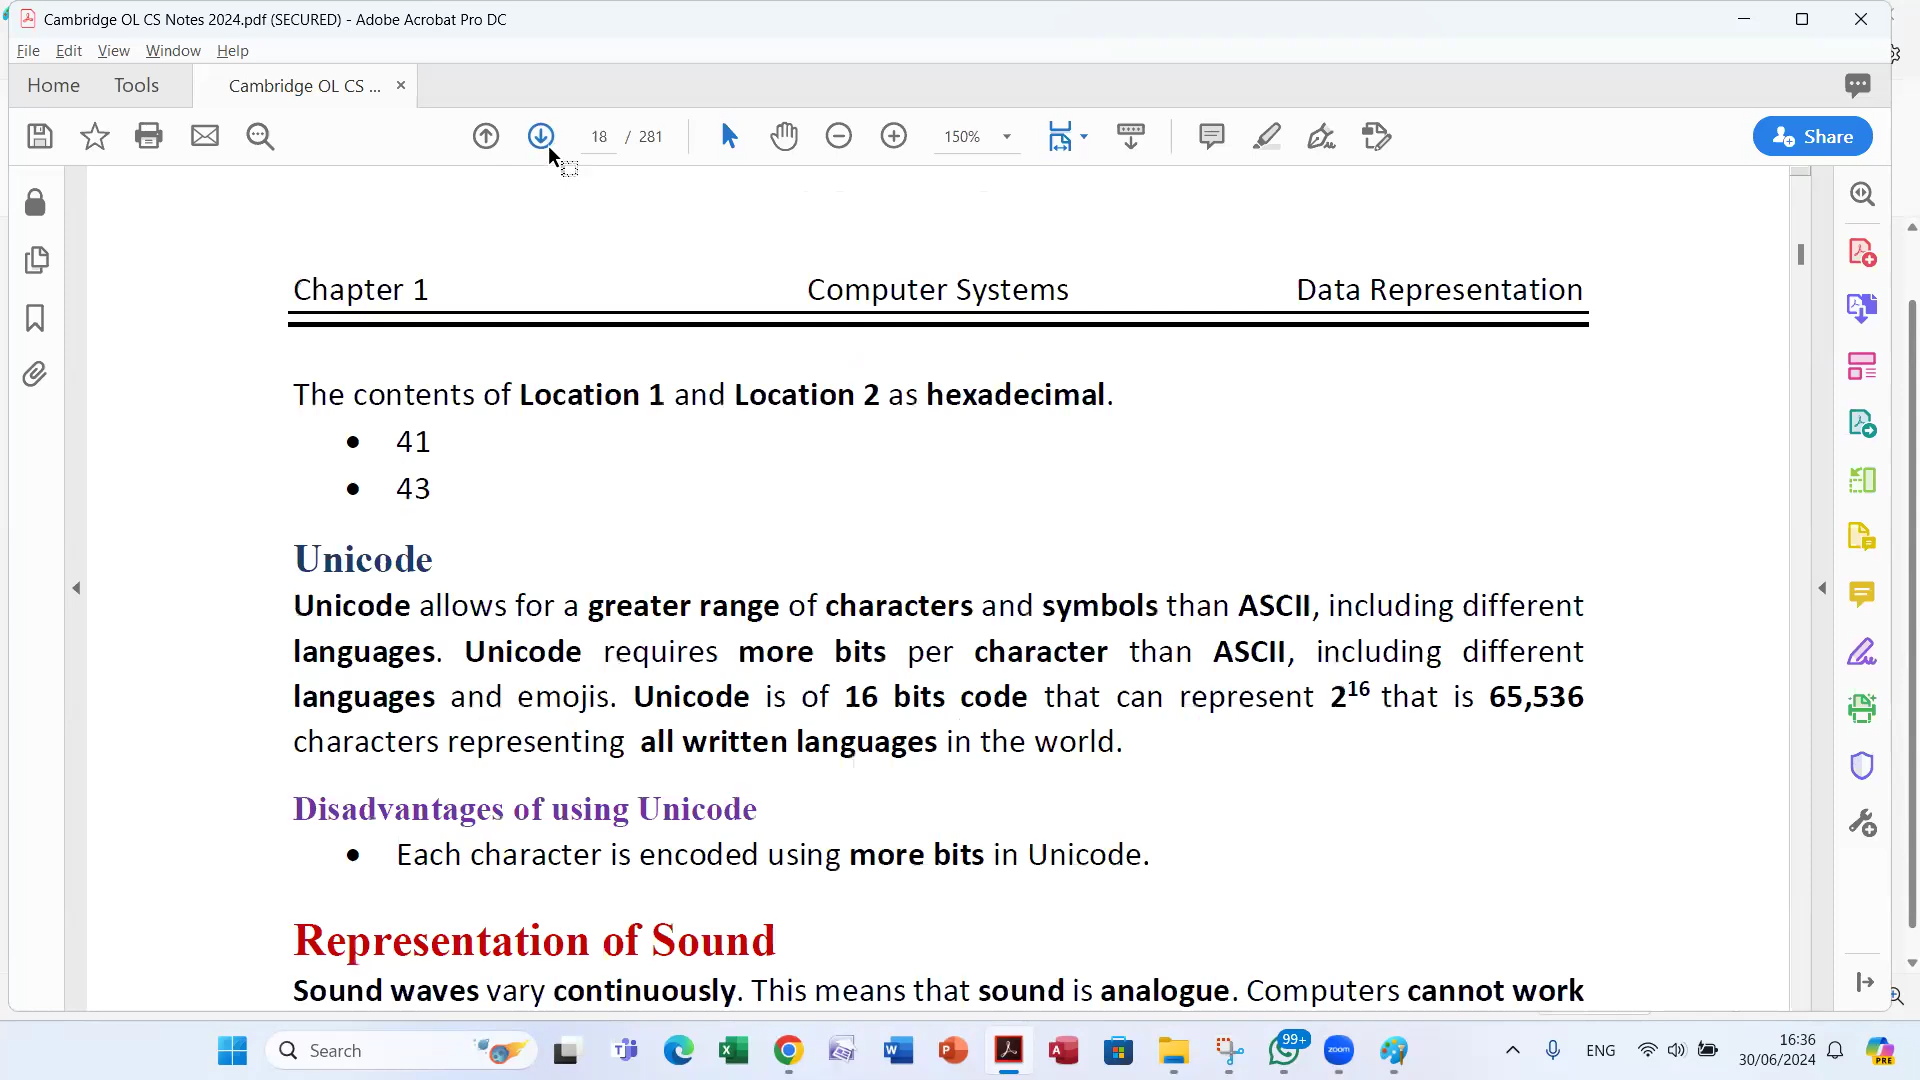 Cambridge OL CS Notes 2024.pdf (SECURED) - Adobe Acrobat Pro DC
File Edit View Window Help
Home Tools Cambridge OL CS ... ×
18 / 281 150% Share
Chapter 1 Computer Systems Data Representation
The contents of Location 1 and Location 2 as hexadecimal.
• 41
• 43
Unicode
Unicode allows for a greater range of characters and symbols than ASCII, including different
languages. Unicode requires more bits per character than ASCII, including different
languages and emojis. Unicode is of 16 bits code that can represent 2¹⁶ that is 65,536
characters representing all written languages in the world.
Disadvantages of using Unicode
• Each character is encoded using more bits in Unicode.
Representation of Sound
Sound waves vary continuously. This means that sound is analogue. Computers cannot work
Search 99+ zoom ENG 16:36
30/06/2024 PRE